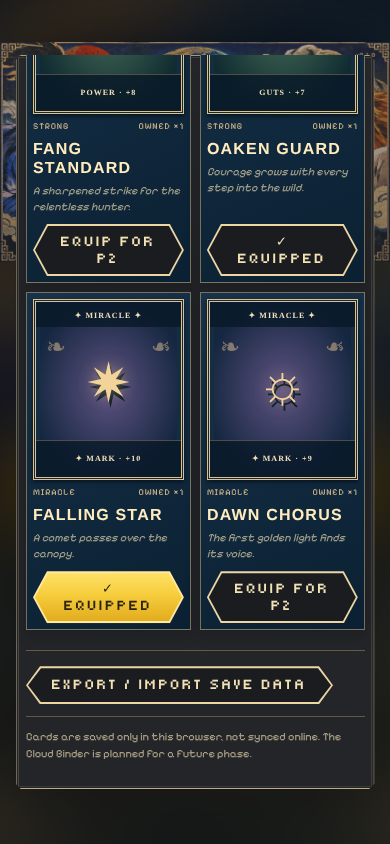 POWER · +8
GUTS · +7
STRONG OWNED ×1
STRONG OWNED ×1
FANG
STANDARD
A sharpened strike for the
relentless hunter.
EQUIP FOR
P2
OAKEN GUARD
Courage grows with every
step into the wild.
✓
EQUIPPED
✦ MIRACLE ✦
✦ MARK · +10
MIRACLE OWNED ×1
FALLING STAR
A comet passes over the
canopy.
✓
EQUIPPED
✦ MIRACLE ✦
✦ MARK · +9
MIRACLE OWNED ×1
DAWN CHORUS
The first golden light finds
its voice.
EQUIP FOR
P2
EXPORT / IMPORT SAVE DATA
Cards are saved only in this browser, not synced online. The
Cloud Binder is planned for a future phase.